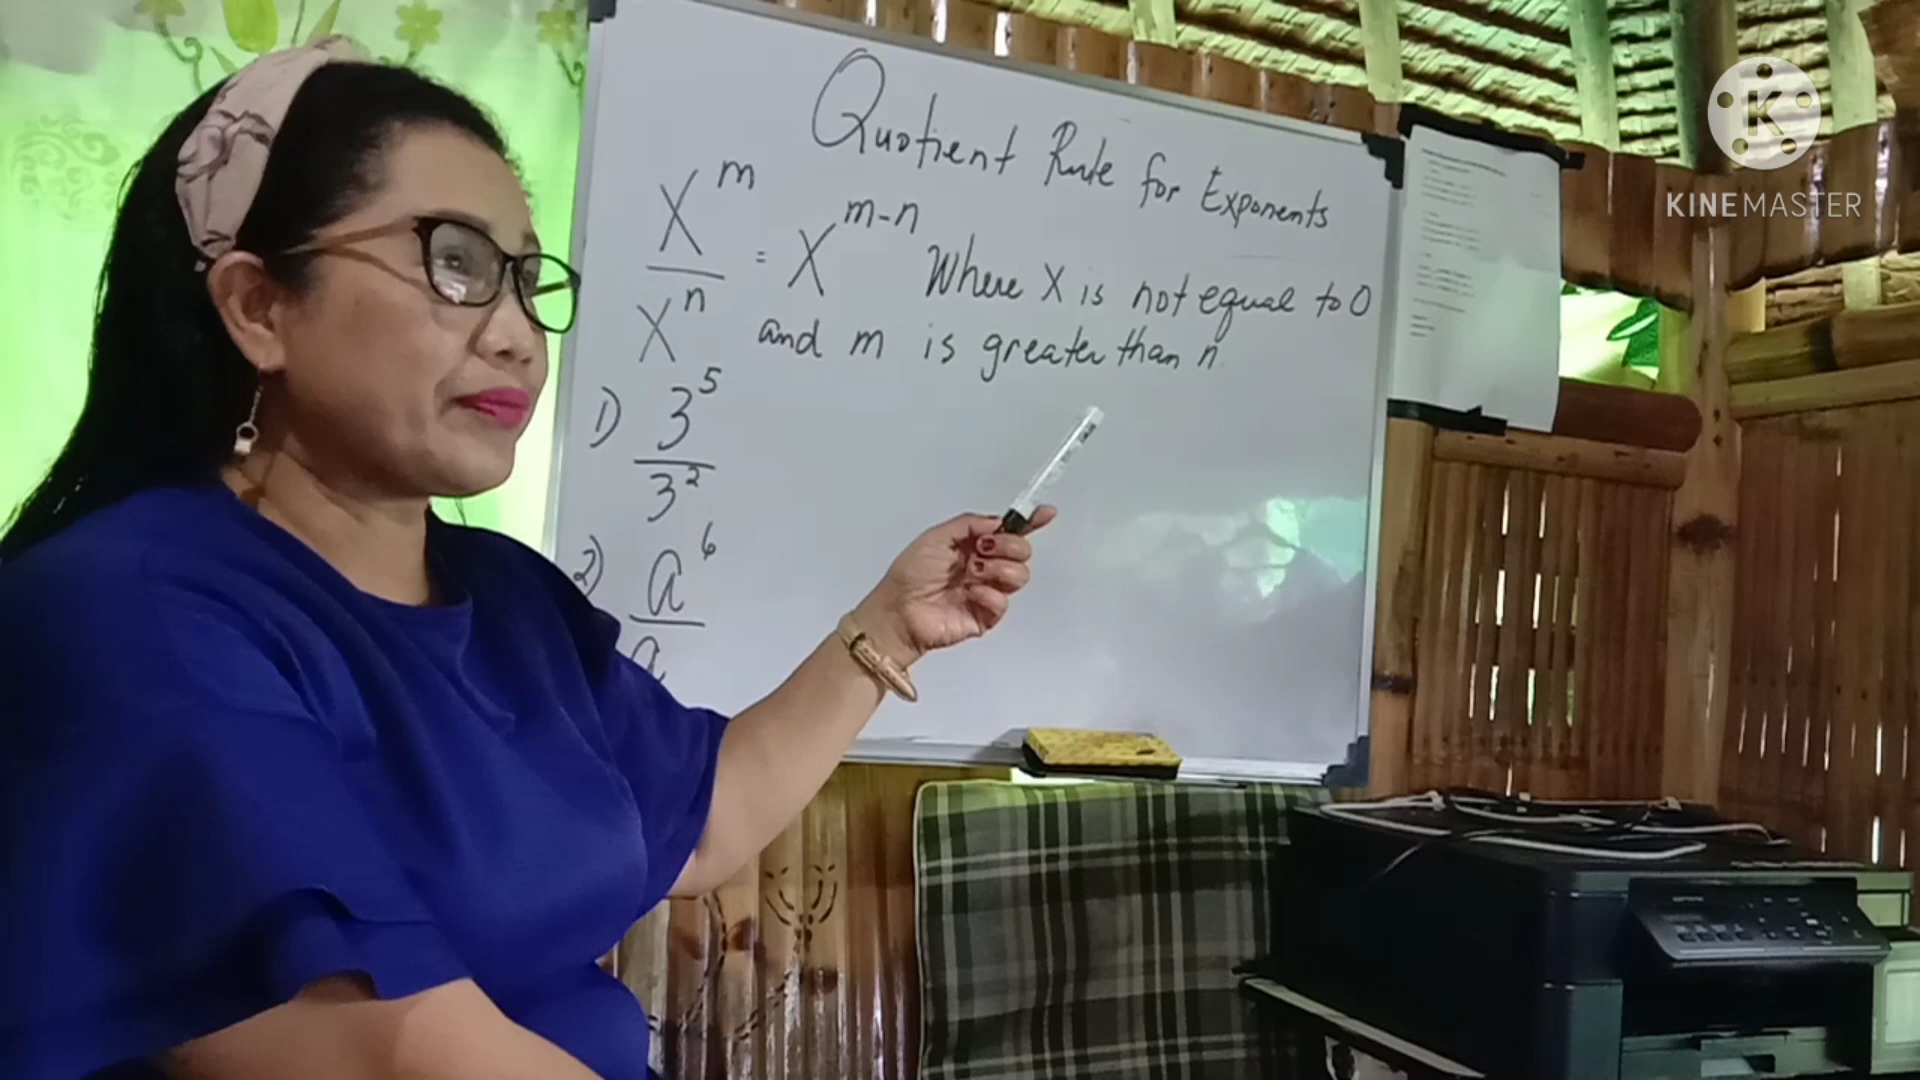 Quotient Rule for Exponents
X^m / X^n = X^(m-n) Where X is not equal to 0
and m is greater than n.
1) 3^5 / 3^2
2) a^6 / a
KINEMASTER